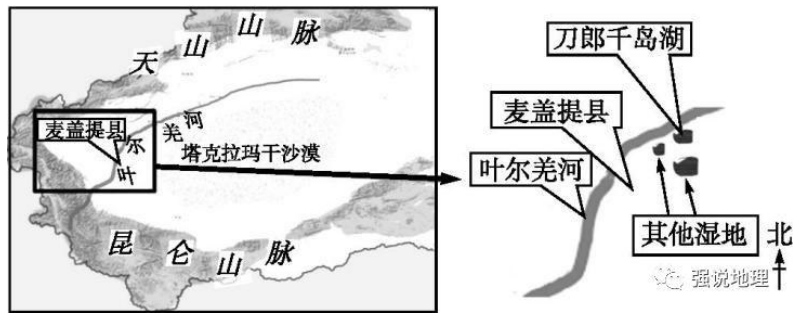 天山山脉
麦盖提县
叶尔羌河
塔克拉玛干沙漠
昆仑山脉
刀郎千岛湖
麦盖提县
叶尔羌河
其他湿地
北
强说地理